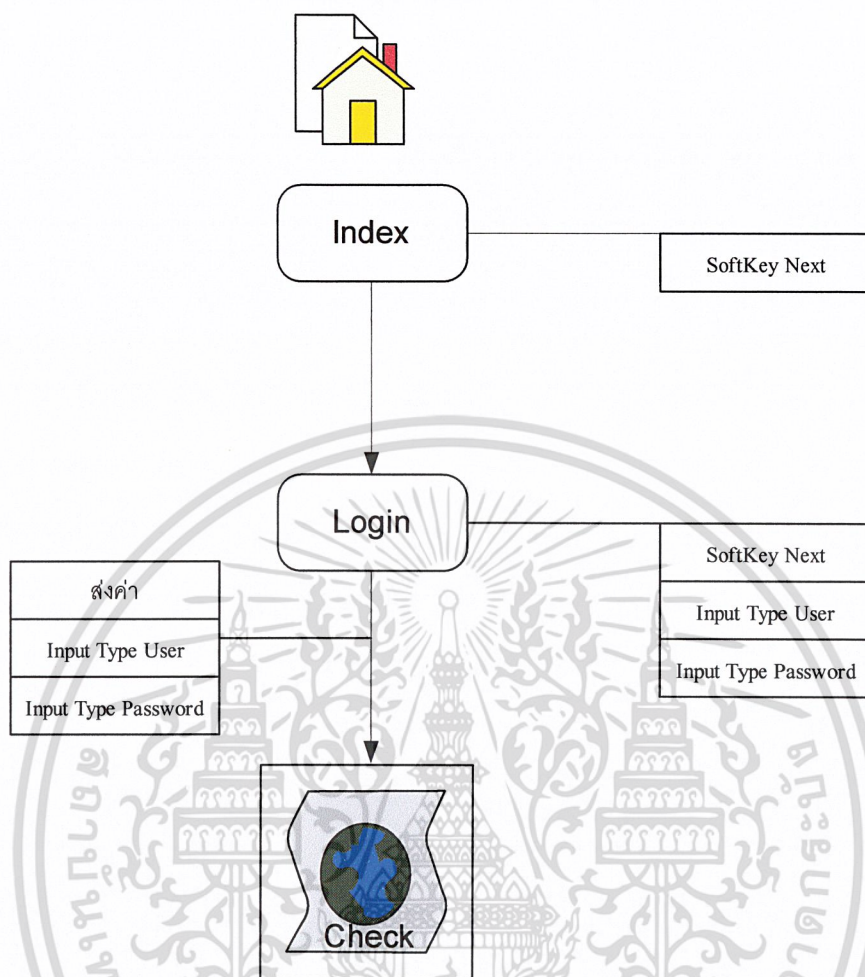 Index
SoftKey Next
Login
SoftKey Next
Input Type User
Input Type Password
ส่งค่า
Input Type User
Input Type Password
Check